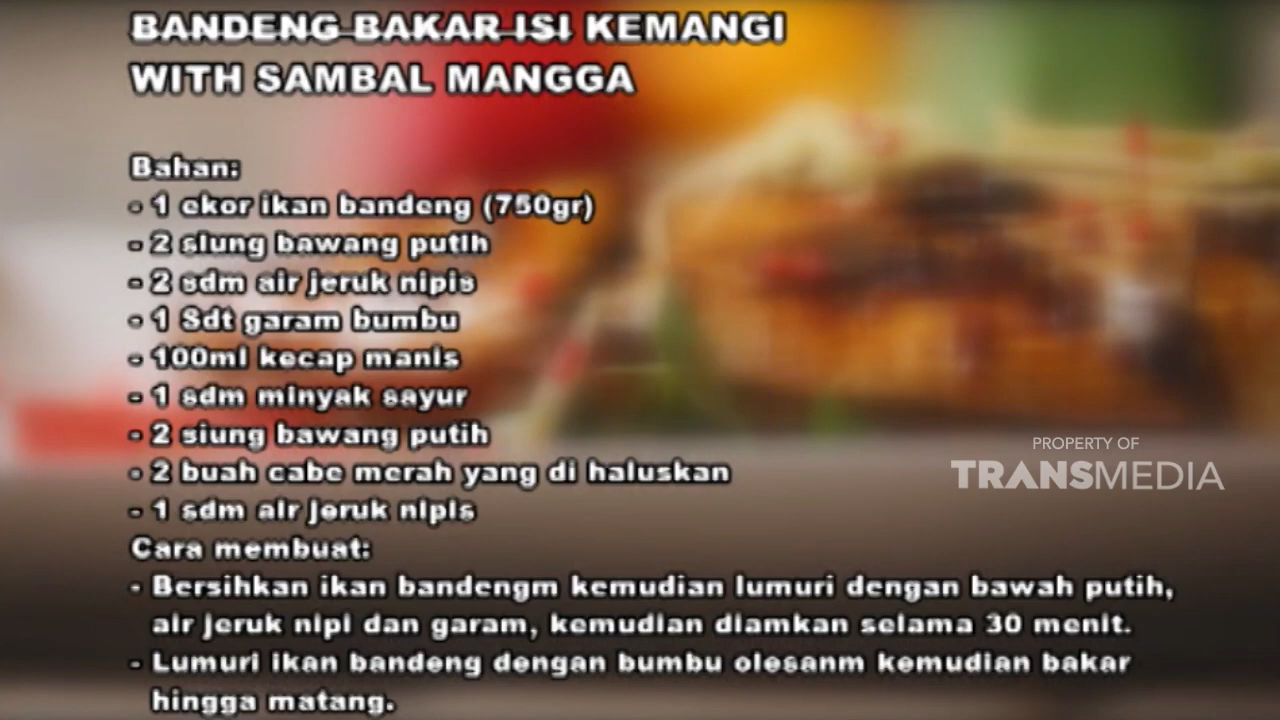 BANDENG BAKAR ISI KEMANGI
WITH SAMBAL MANGGA
Bahan:
- 1 ekor ikan bandeng (750gr)
- 2 siung bawang putih
- 2 sdm air jeruk nipis
- 1 Sdt garam bumbu
- 100ml kecap manis
- 1 sdm minyak sayur
- 2 siung bawang putih
- 2 buah cabe merah yang di haluskan
- 1 sdm air jeruk nipis
PROPERTY OF
TRANSMEDIA
Cara membuat:
- Bersihkan ikan bandengm kemudian lumuri dengan bawah putih,
air jeruk nipi dan garam, kemudian diamkan selama 30 menit.
- Lumuri ikan bandeng dengan bumbu olesanm kemudian bakar
hingga matang.